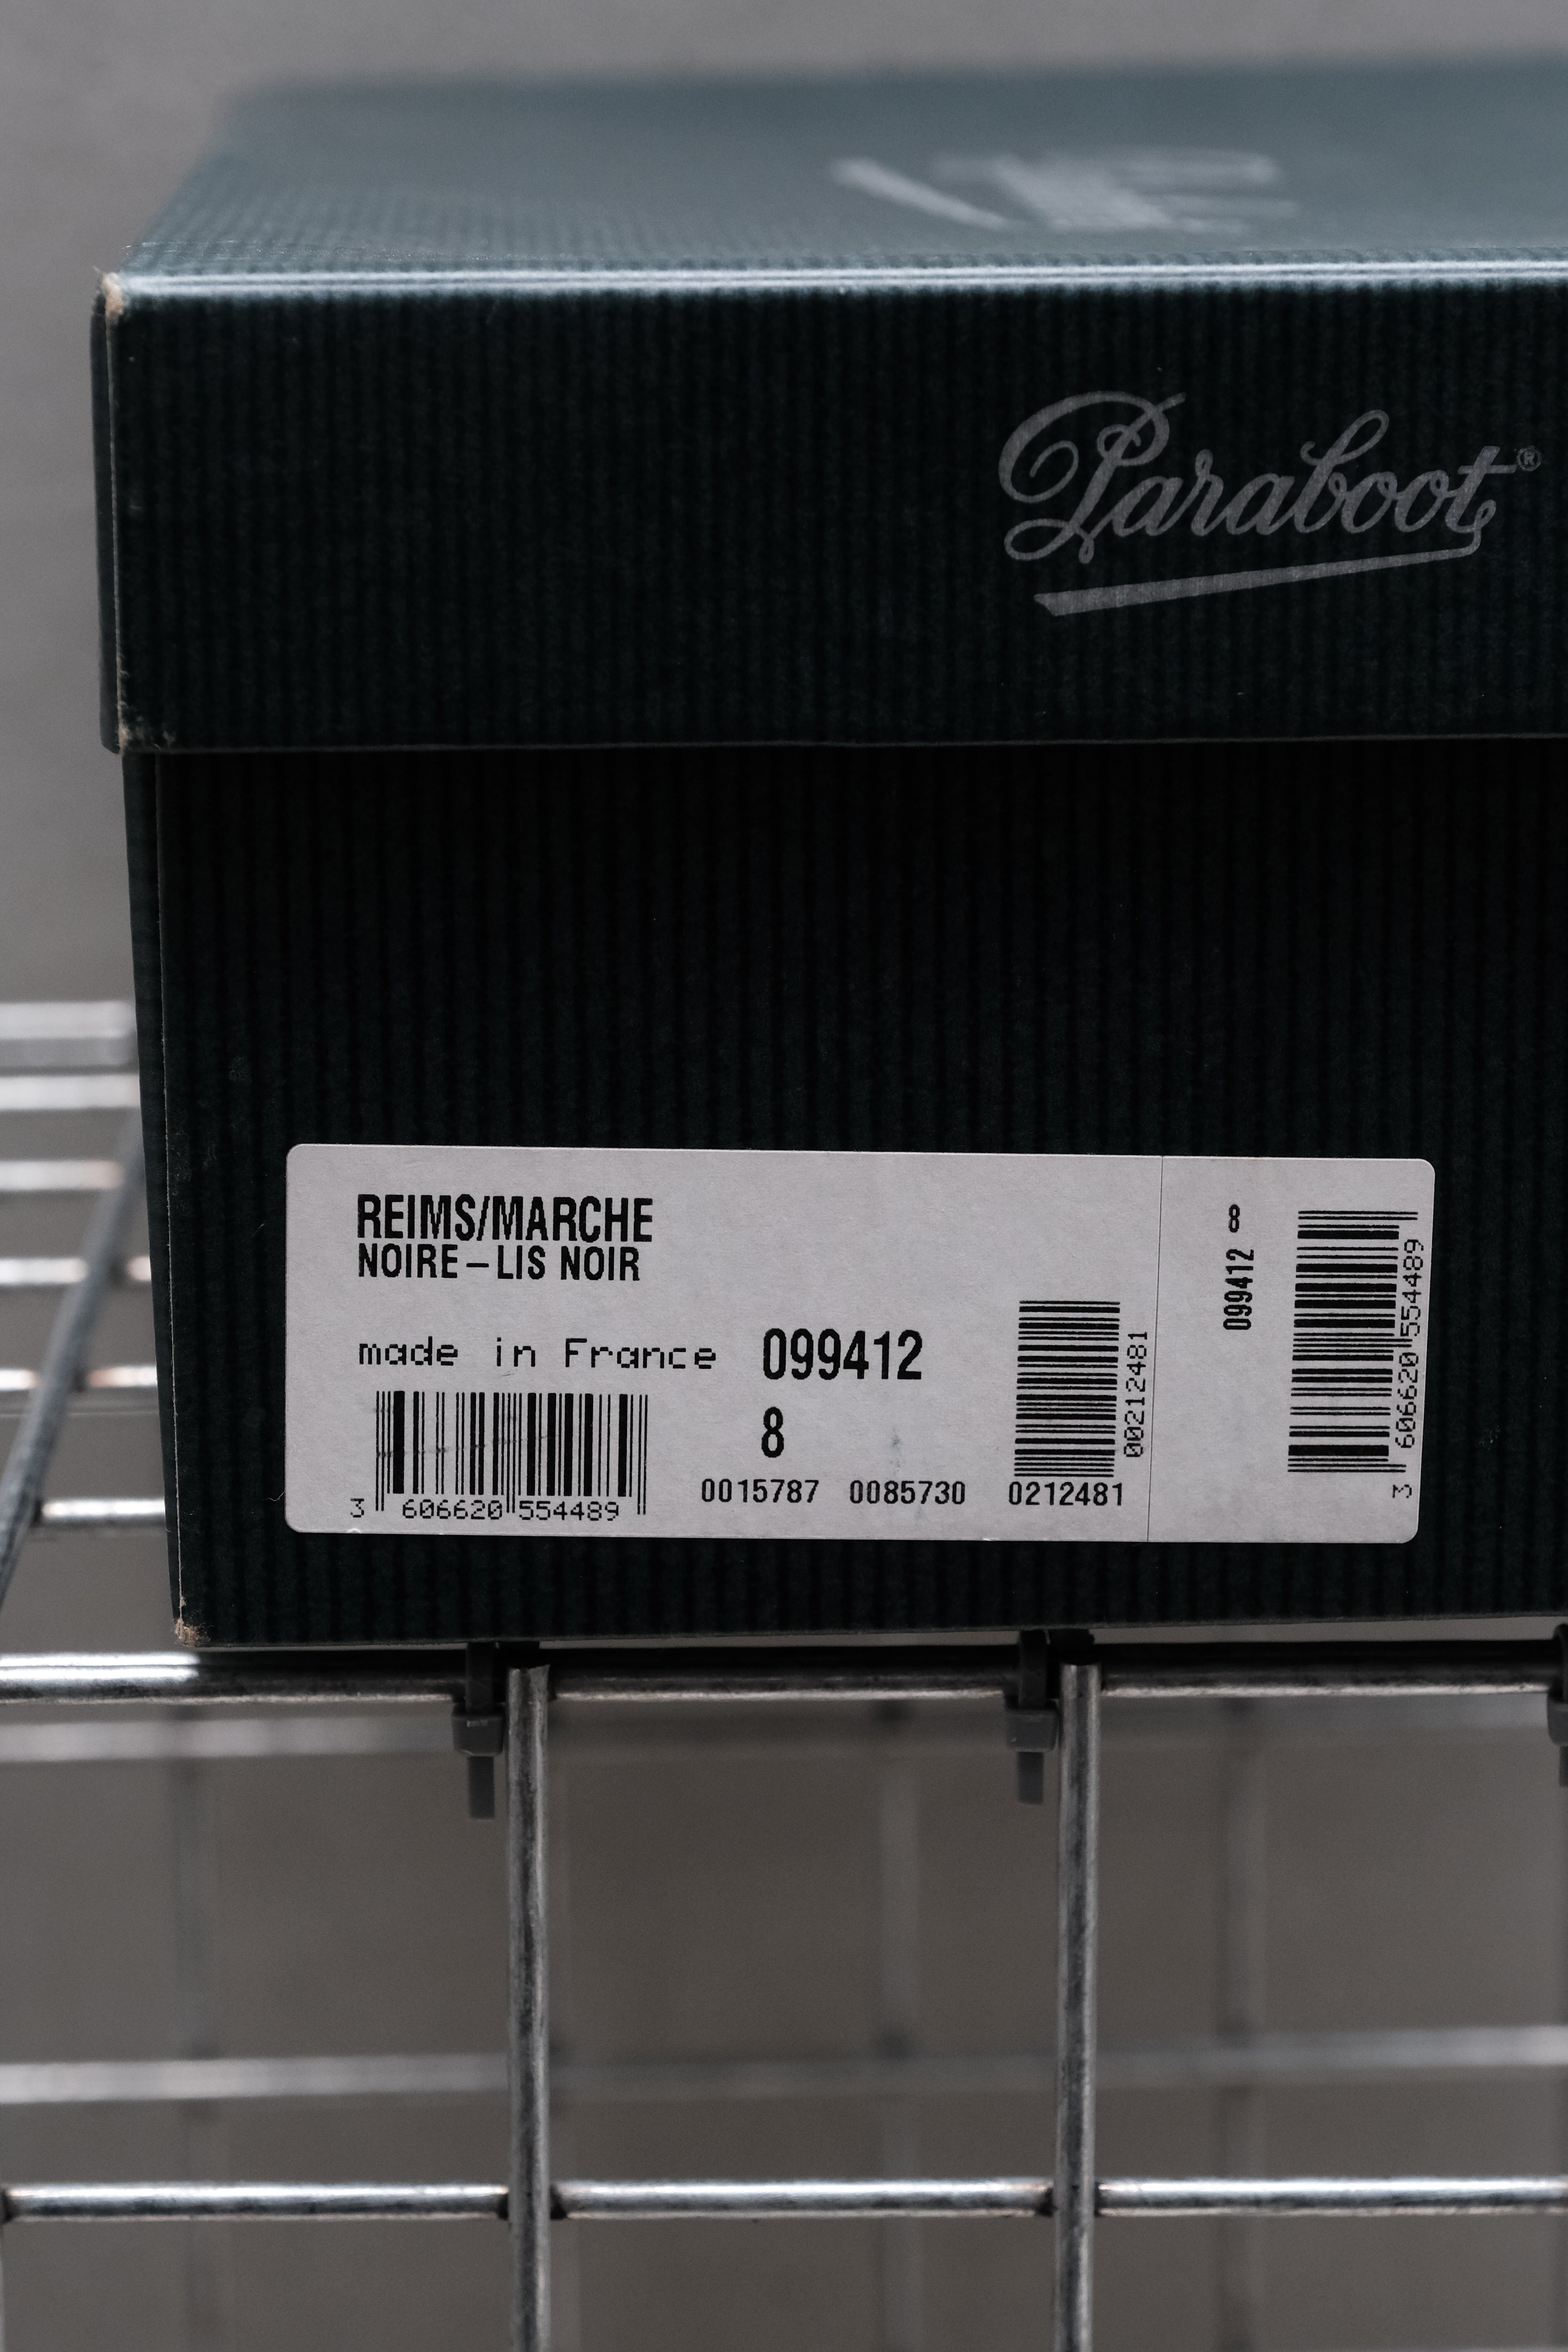 Paraboot®
REIMS/MARCHE
NOIRE – LIS NOIR
made in France
099412
8
3 606620 554489
0015787 0085730 0212481
00212481
099412 8
3 606620 554489